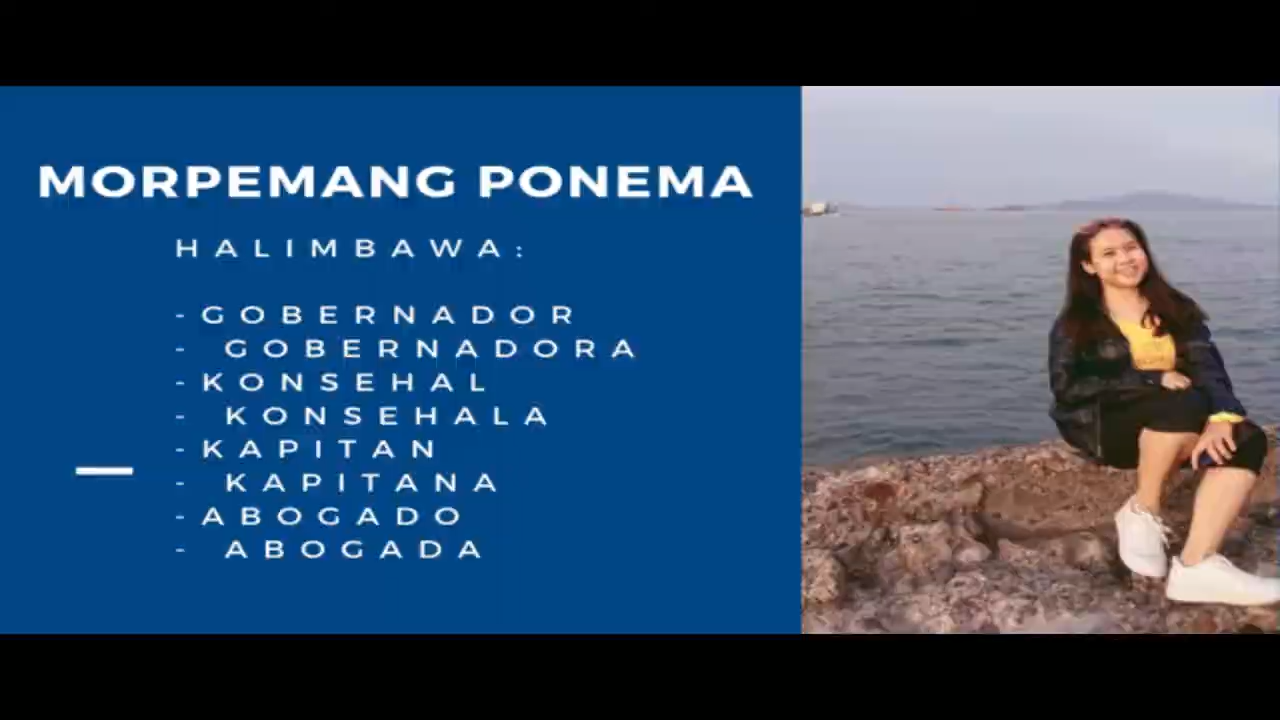 MORPEMANG PONEMA
HALIMBAWA:
- GOBERNADOR
- GOBERNADORA
- KONSEHAL
- KONSEHALA
- KAPITAN
- KAPITANA
- ABOGADO
- ABOGADA